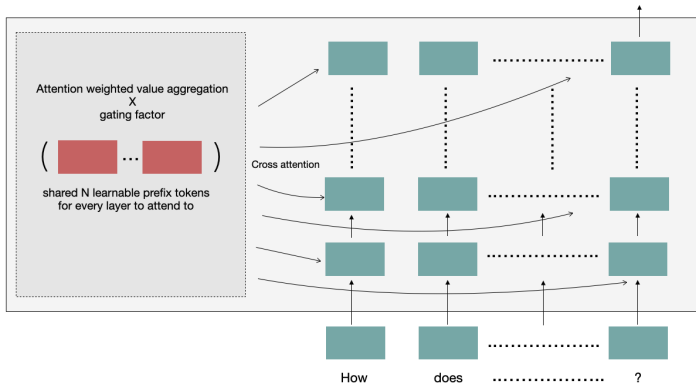 Attention weighted value aggregation
X
gating factor
( ... )
shared N learnable prefix tokens
for every layer to attend to
Cross attention
How does ?